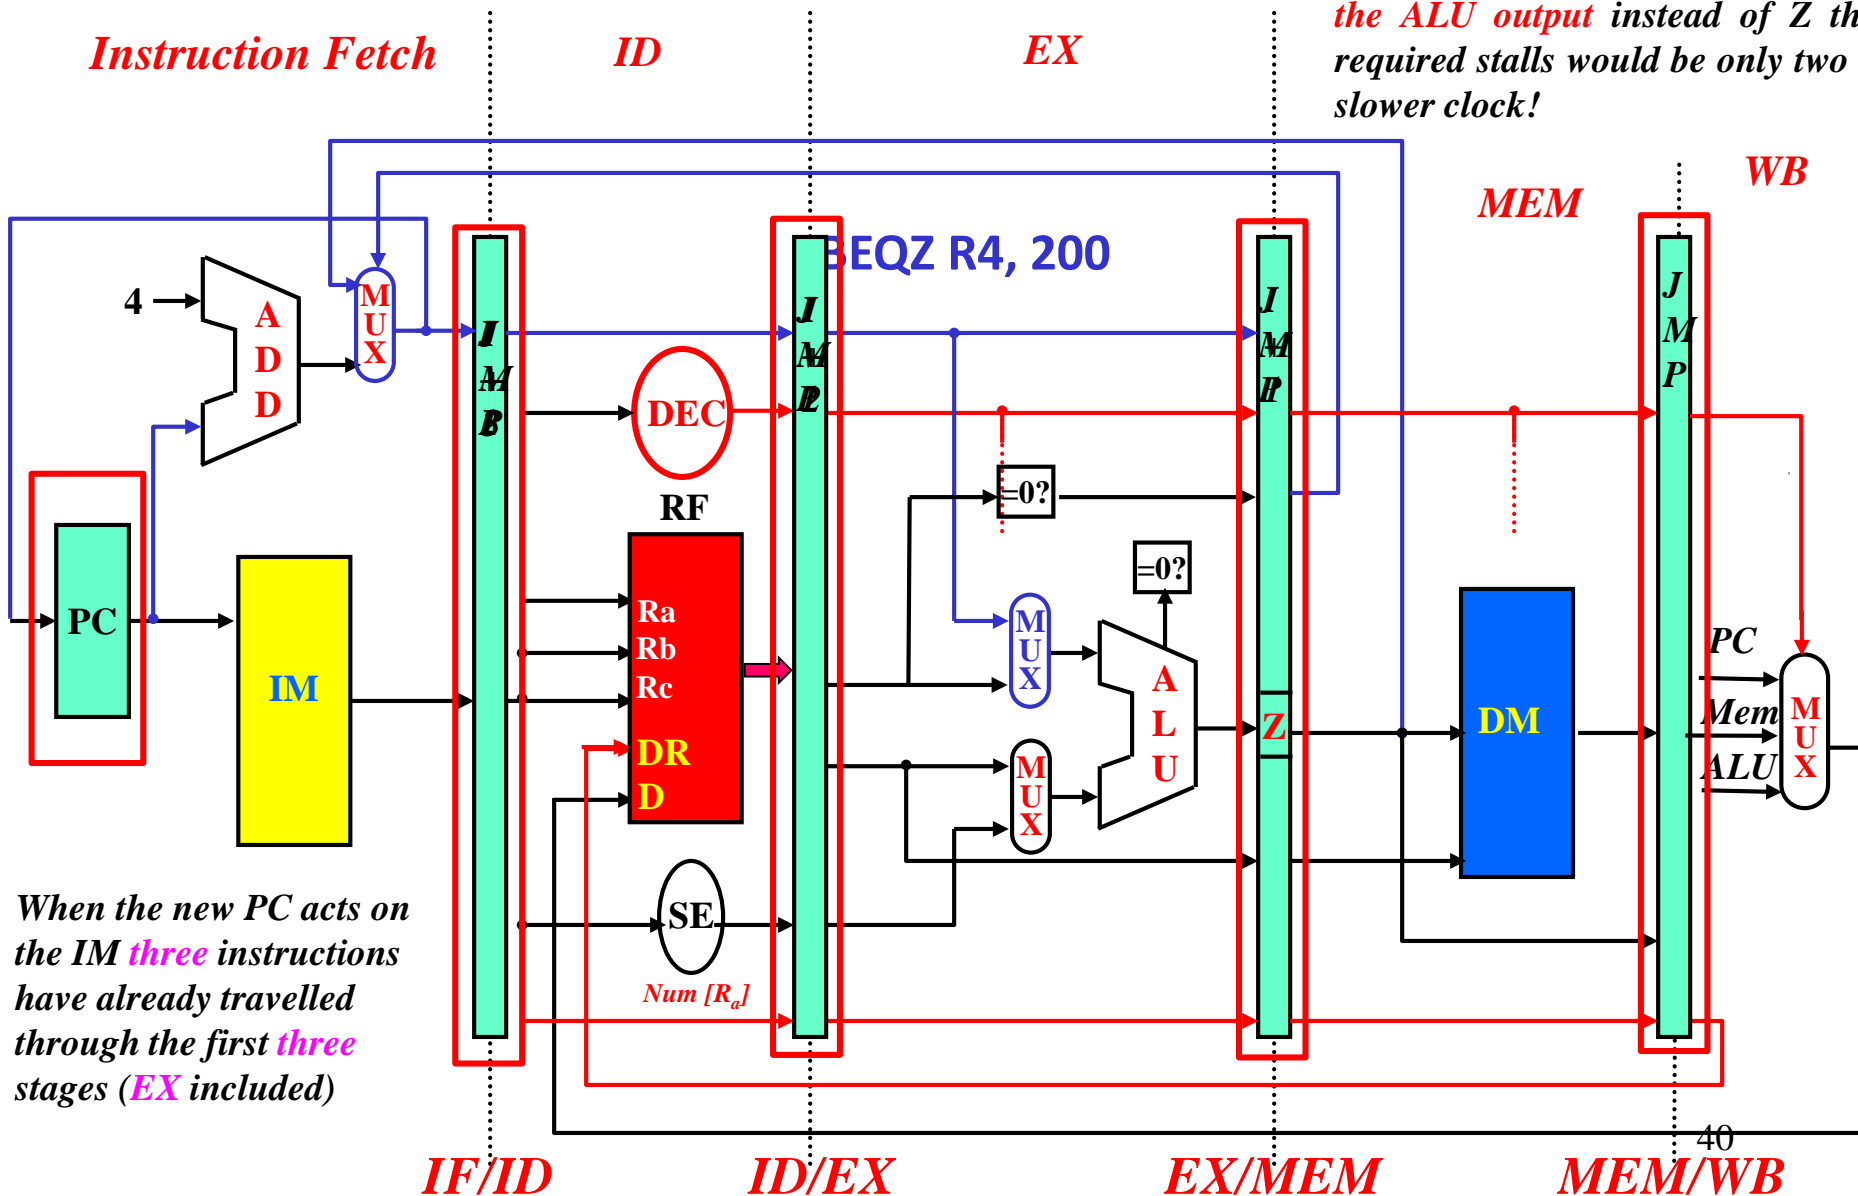 the ALU output instead of Z th
required stalls would be only two
slower clock!
Instruction Fetch
ID
EX
MEM
WB
BEQZ R4, 200
4
A
D
D
M
U
X
J
M
P
DEC
RF
=0?
=0?
PC
IM
Ra
Rb
Rc
DR
D
SE
Num [Ra]
M
U
X
M
U
X
A
L
U
Z
DM
PC
Mem
ALU
M
U
X
When the new PC acts on
the IM three instructions
have already travelled
through the first three
stages (EX included)
40
IF/ID
ID/EX
EX/MEM
MEM/WB